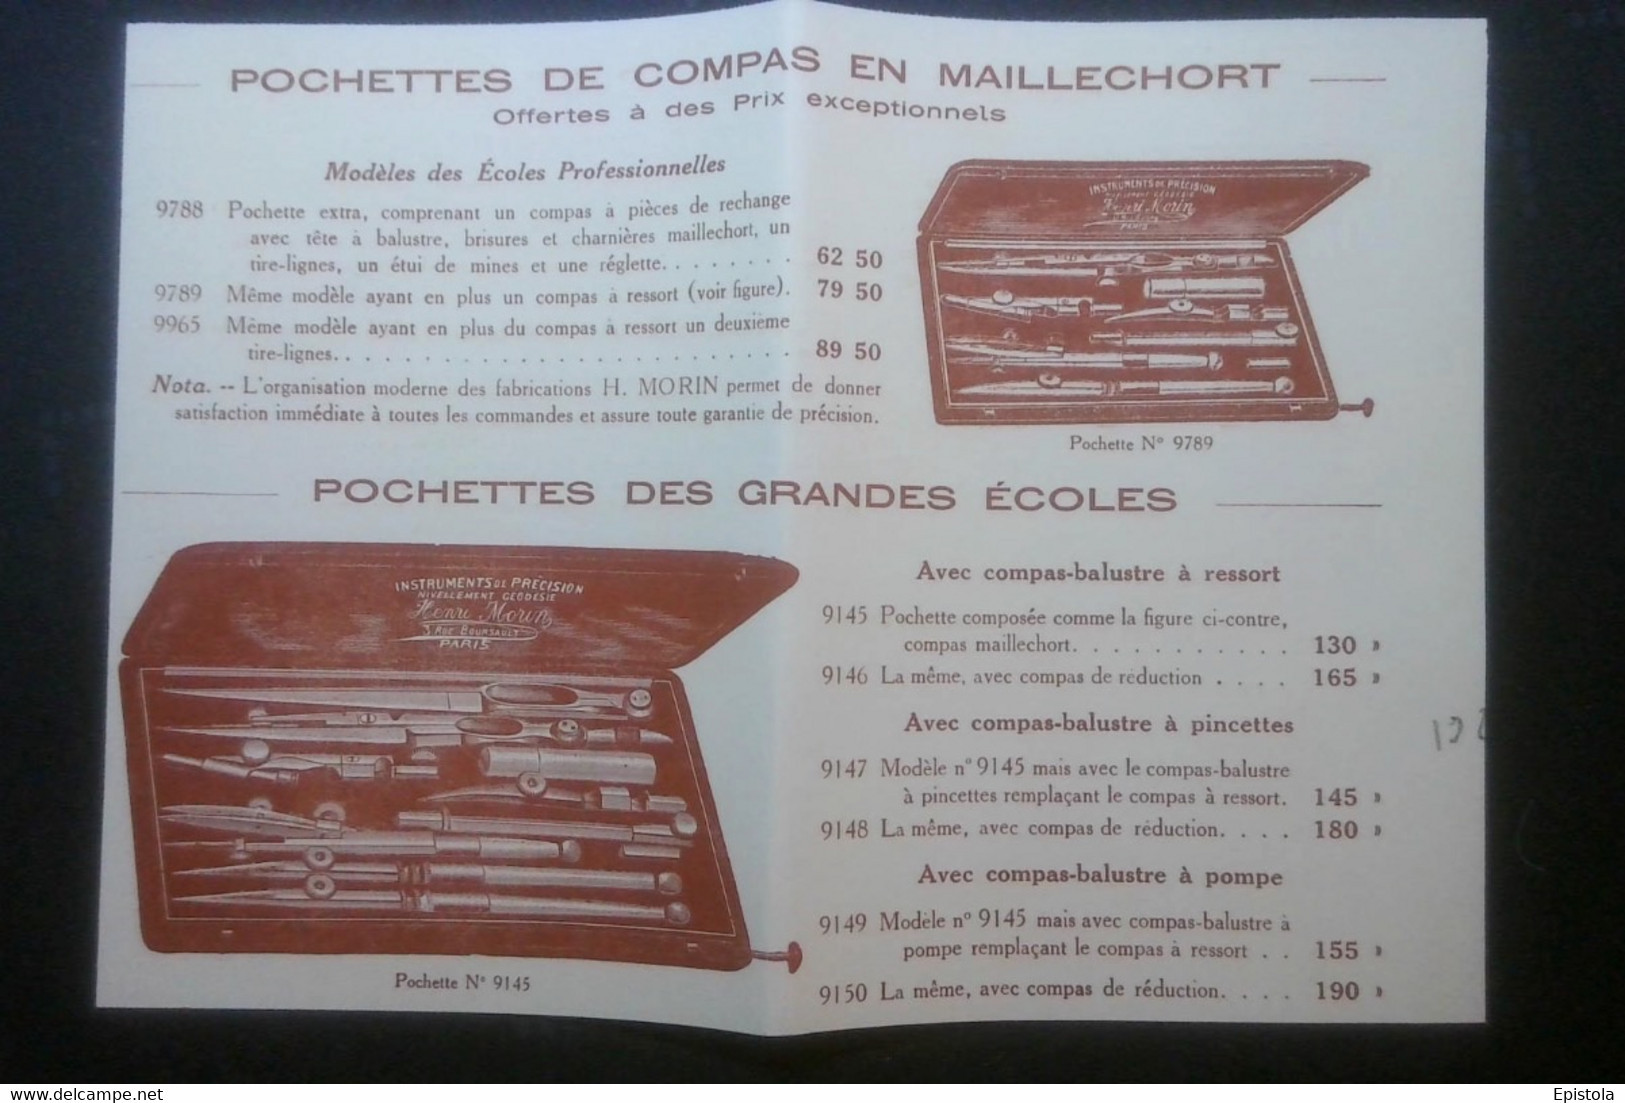 POCHETTES DE COMPAS EN MAILLECHORT
Offertes à des Prix exceptionnels
Modèles des Écoles Professionnelles
9788 Pochette extra, comprenant un compas à pièces de rechange
avec tête à balustre, brisures et charnières maillechort, un
tire-lignes, un étui de mines et une réglette. . . . . . . . 62 50
9789 Même modèle ayant en plus un compas à ressort (voir figure). 79 50
9965 Même modèle ayant en plus du compas à ressort un deuxième
tire-lignes. . . . . . . . . . . . . . . . . . . . . . . 89 50
Nota. -- L'organisation moderne des fabrications H. MORIN permet de donner
satisfaction immédiate à toutes les commandes et assure toute garantie de précision.
INSTRUMENTS DE PRÉCISION
Henri Morin
PARIS
Pochette N° 9789
POCHETTES DES GRANDES ÉCOLES
INSTRUMENTS DE PRÉCISION
NIVELLEMENT GÉODÉSIE
Henri Morin
RUE BOURSAULT
PARIS
Pochette N° 9145
Avec compas-balustre à ressort
9145 Pochette composée comme la figure ci-contre,
compas maillechort. . . . . . . . . . . . 130 »
9146 La même, avec compas de réduction . . . . 165 »
Avec compas-balustre à pincettes
9147 Modèle n° 9145 mais avec le compas-balustre
à pincettes remplaçant le compas à ressort. 145 »
9148 La même, avec compas de réduction. . . . 180 »
Avec compas-balustre à pompe
9149 Modèle n° 9145 mais avec compas-balustre à
pompe remplaçant le compas à ressort . . 155 »
9150 La même, avec compas de réduction. . . . 190 »
delcampe.net
Epistola